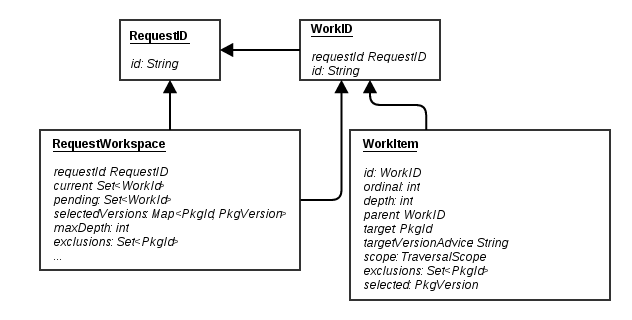 RequestID
id: String
WorkID
requestId: RequestID
id: String
RequestWorkspace
requestId: RequestID
current: Set<WorkId>
pending: Set<WorkId>
selectedVersions: Map<PkgId, PkgVersion>
maxDepth: int
exclusions: Set<PkgId>
...
WorkItem
id: WorkID
ordinal: int
depth: int
parent: WorkID
target: PkgId
targetVersionAdvice: String
scope: TraversalScope
exclusions: Set<PkgId>
selected: PkgVersion